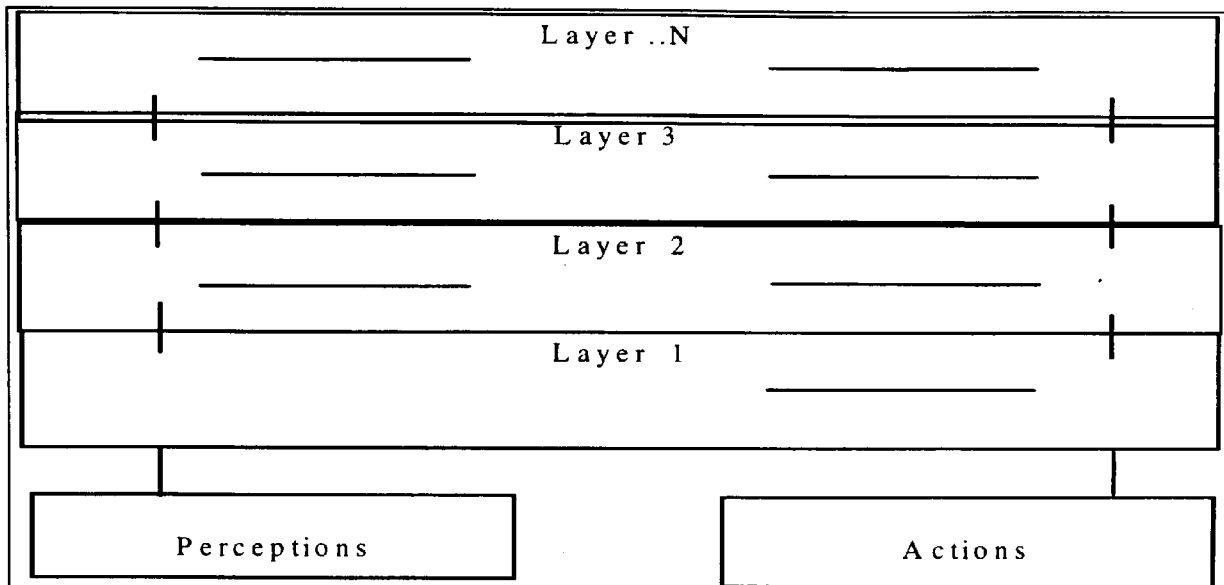 Layer ..N
Layer 3
Layer 2
Layer 1
Perceptions
Actions